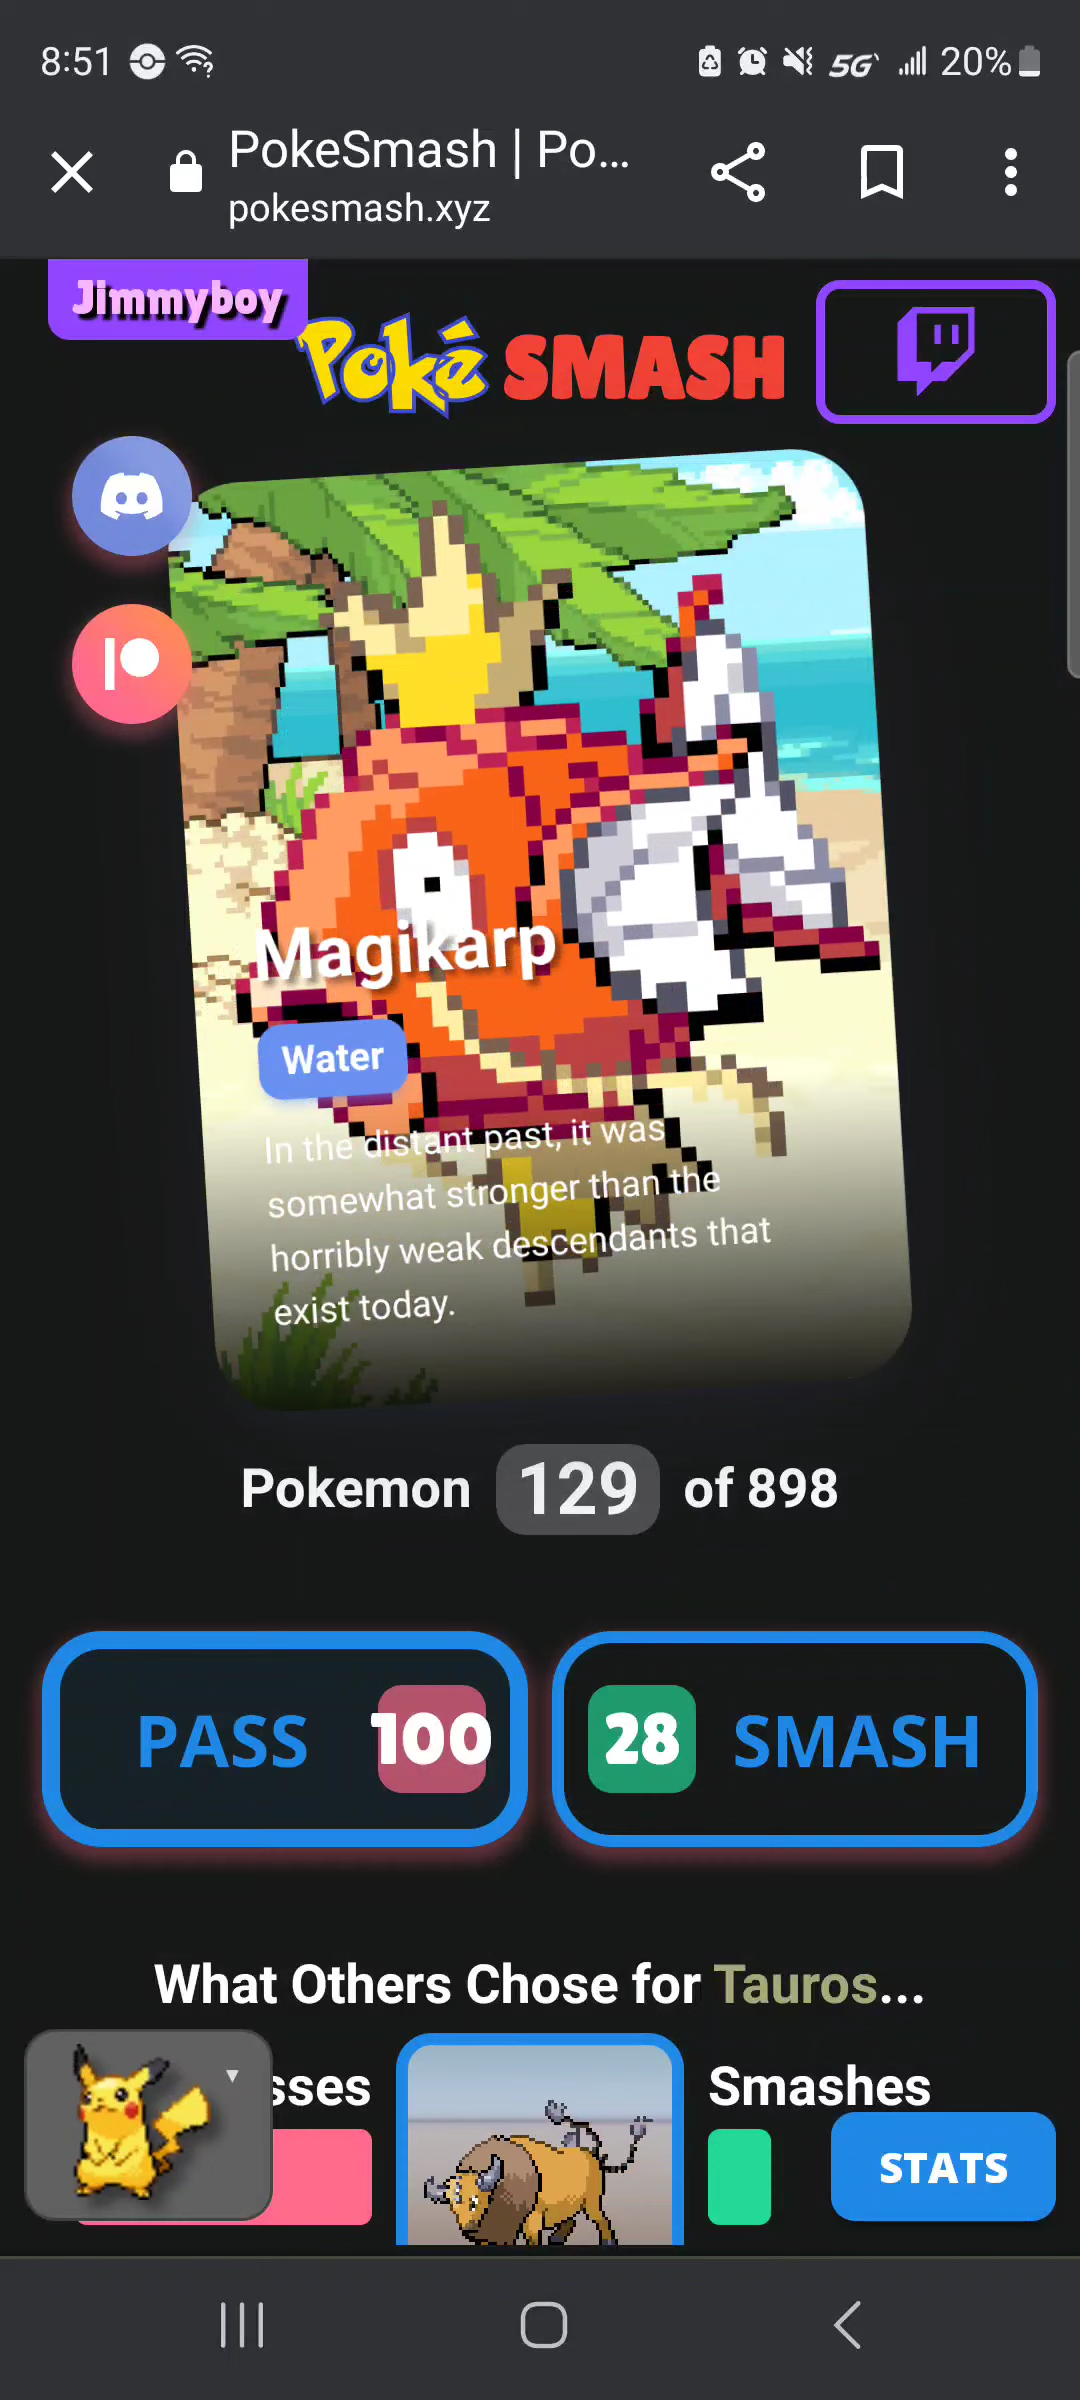 8:51
5G
20%
PokeSmash | Po...
pokesmash.xyz
Jimmyboy
Poké SMASH
Magikarp
Water
In the distant past, it was
somewhat stronger than the
horribly weak descendants that
exist today.
Pokemon 129 of 898
PASS 100
28 SMASH
What Others Chose for Tauros...
sses
Smashes
STATS